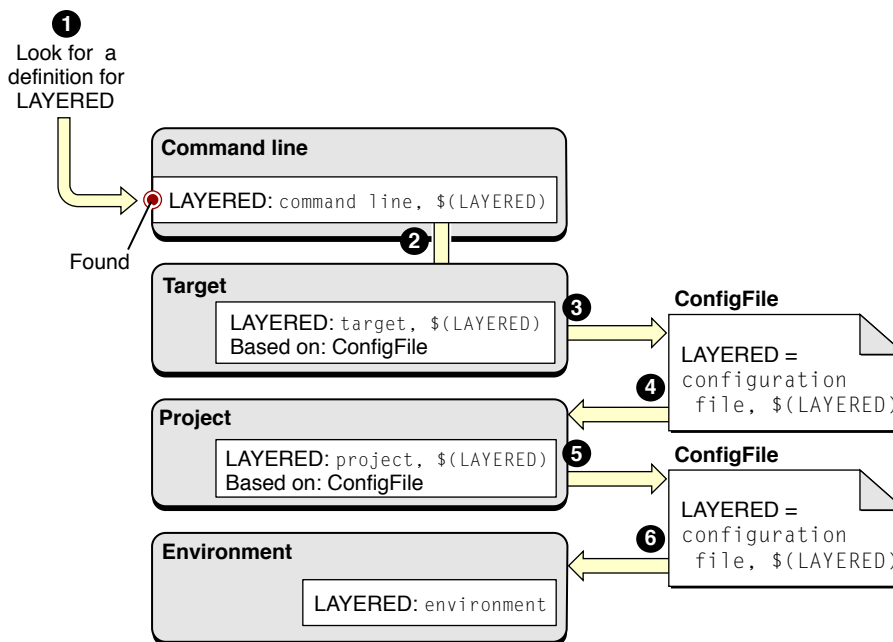 1
Look for a
definition for
LAYERED
Command line
LAYERED: command line, $(LAYERED)
Found
2
Target
LAYERED: target, $(LAYERED)
Based on: ConfigFile
3
ConfigFile
LAYERED =
configuration
file, $(LAYERED)
4
Project
LAYERED: project, $(LAYERED)
Based on: ConfigFile
5
ConfigFile
LAYERED =
configuration
file, $(LAYERED)
6
Environment
LAYERED: environment